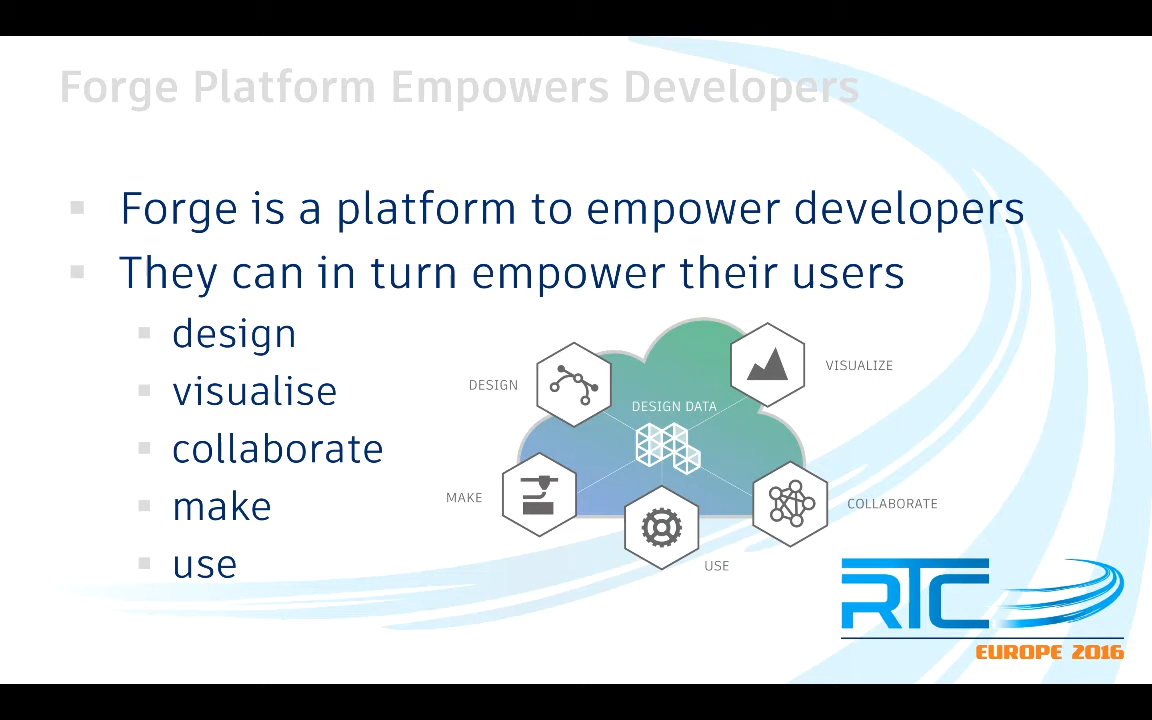 Forge Platform Empowers Developers
Forge is a platform to empower developers
They can in turn empower their users
design
visualise
collaborate
make
use
DESIGN
VISUALIZE
DESIGN DATA
MAKE
COLLABORATE
USE
RTC
EUROPE 2016